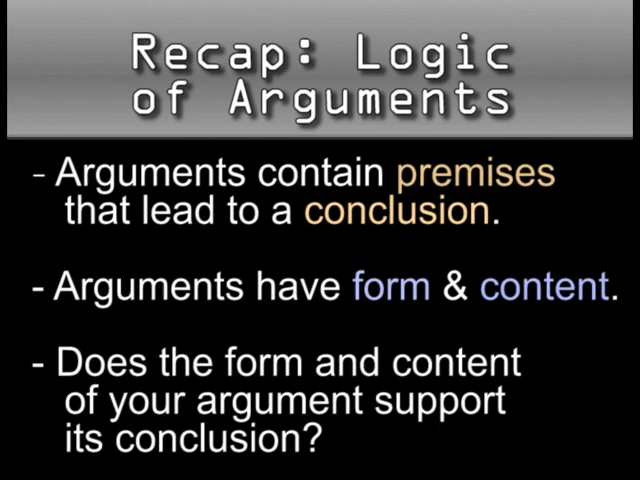 Recap: Logic
of Arguments
- Arguments contain premises
that lead to a conclusion.
- Arguments have form & content.
- Does the form and content
of your argument support
its conclusion?